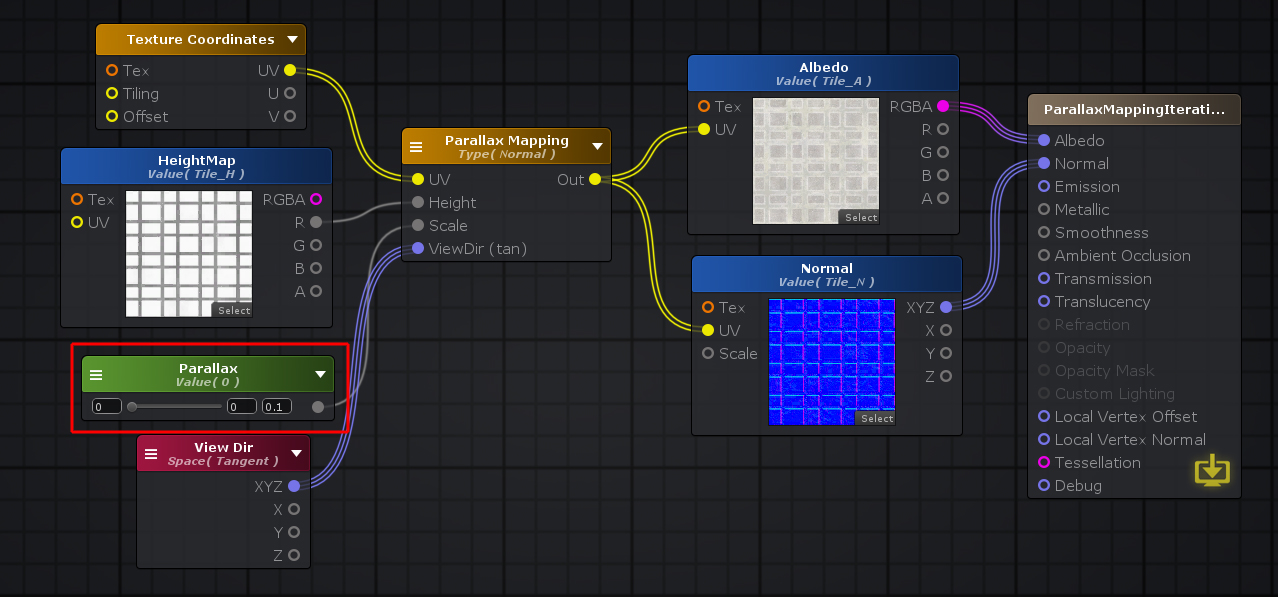 Texture Coordinates
Tex
UV
Tiling
U
Offset
V
HeightMap
Value( Tile_H )
Tex
RGBA
UV
R
G
B
A
Select
Parallax
Value( 0 )
0
0
0.1
View Dir
Space( Tangent )
XYZ
X
Y
Z
Parallax Mapping
Type( Normal )
UV
Out
Height
Scale
ViewDir (tan)
Albedo
Value( Tile_A )
Tex
RGBA
UV
R
G
B
A
Select
Normal
Value( Tile_N )
Tex
XYZ
UV
X
Scale
Y
Z
Select
ParallaxMappingIterati...
Albedo
Normal
Emission
Metallic
Smoothness
Ambient Occlusion
Transmission
Translucency
Refraction
Opacity
Opacity Mask
Custom Lighting
Local Vertex Offset
Local Vertex Normal
Tessellation
Debug